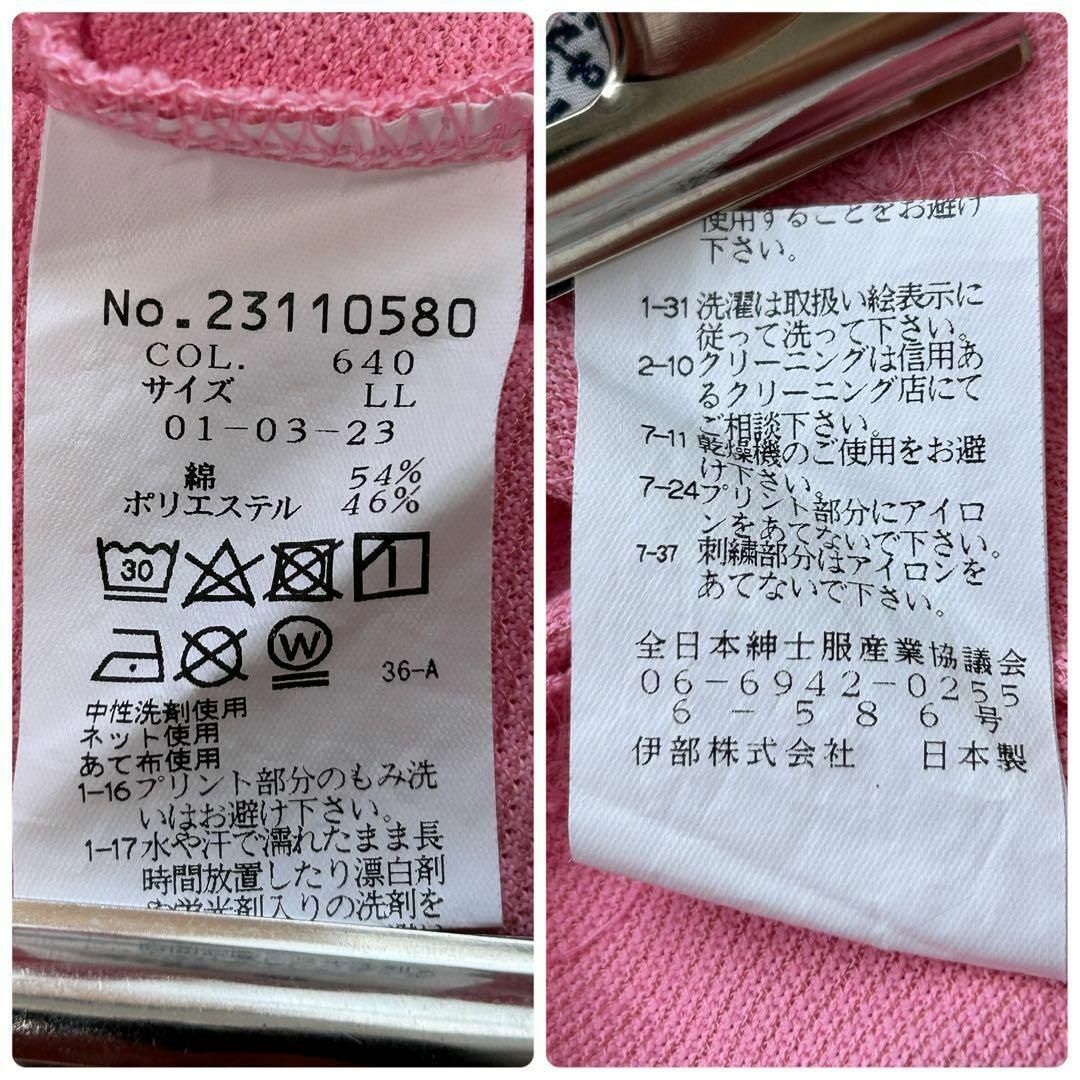 No.23110580
COL. 640
サイズ LL
01-03-23
綿 54%
ポリエステル 46%
30
W
36-A
中性洗剤使用
ネット使用
あて布使用
1-16プリント部分のもみ洗
いはお避け下さい。
1-17水や汗で濡れたまま長
時間放置したり漂白剤
や蛍光剤入りの洗剤を
使用することをお避け
下さい。
1-31洗濯は取扱い絵表示に
従って洗って下さい。
2-10クリーニングは信用あ
るクリーニング店にて
ご相談下さい。
7-11乾燥機のご使用をお避
け下さい。
7-24プリント部分にアイロ
ンをあてないで下さい。
7-37刺繍部分はアイロンを
あてないで下さい。
全日本紳士服産業協議会
06-6942-0255
6-586号
伊部株式会社 日本製